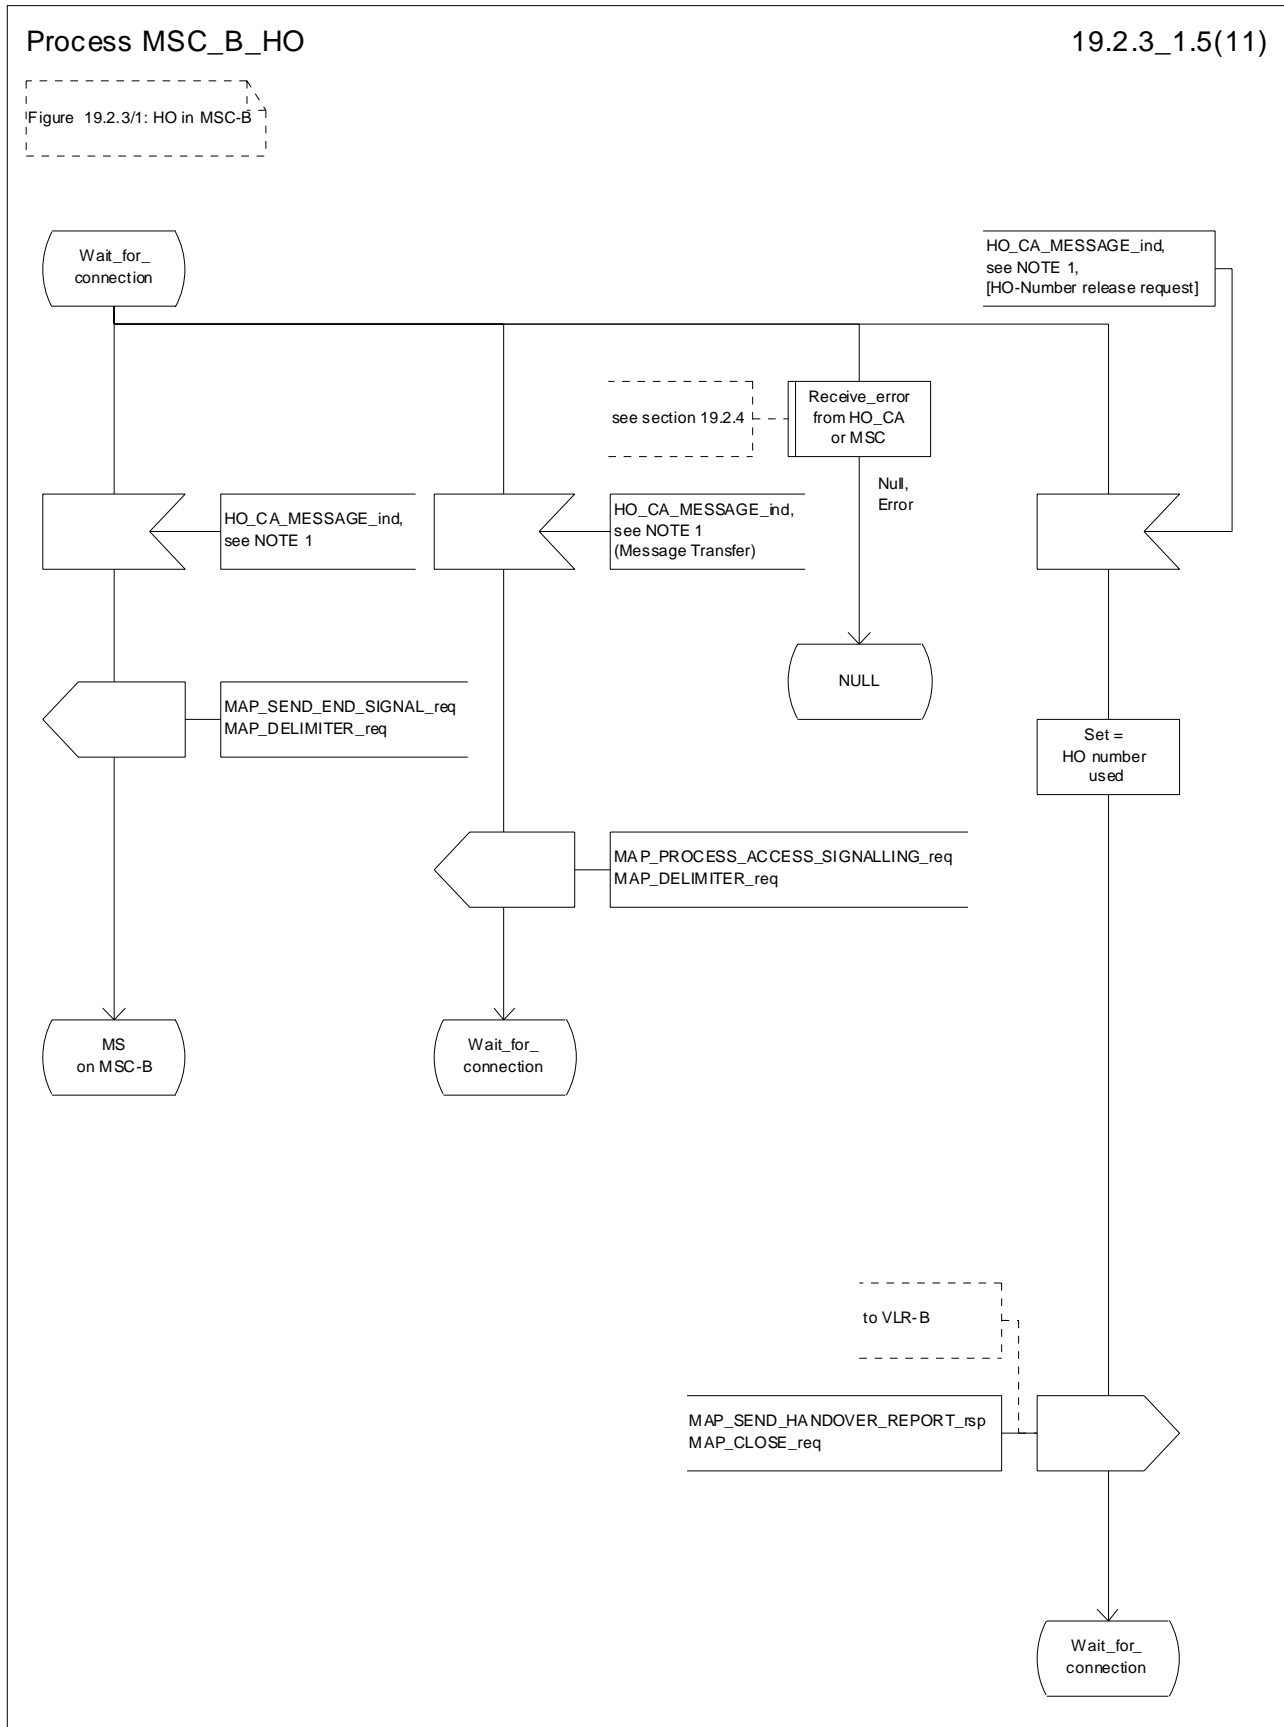 Process MSC_B_HO
19.2.3_1.5(11)
Figure 19.2.3/1: HO in MSC-B
Wait_for_
connection
HO_CA_MESSAGE_ind,
see NOTE 1,
[HO-Number release request]
see section 19.2.4
Receive_error
from HO_CA
or MSC
Null,
Error
HO_CA_MESSAGE_ind,
see NOTE 1
HO_CA_MESSAGE_ind,
see NOTE 1
(Message Transfer)
NULL
MAP_SEND_END_SIGNAL_req
MAP_DELIMITER_req
Set =
HO number
used
MAP_PROCESS_ACCESS_SIGNALLING_req
MAP_DELIMITER_req
MS
on MSC-B
Wait_for_
connection
to VLR-B
MAP_SEND_HANDOVER_REPORT_rsp
MAP_CLOSE_req
Wait_for_
connection